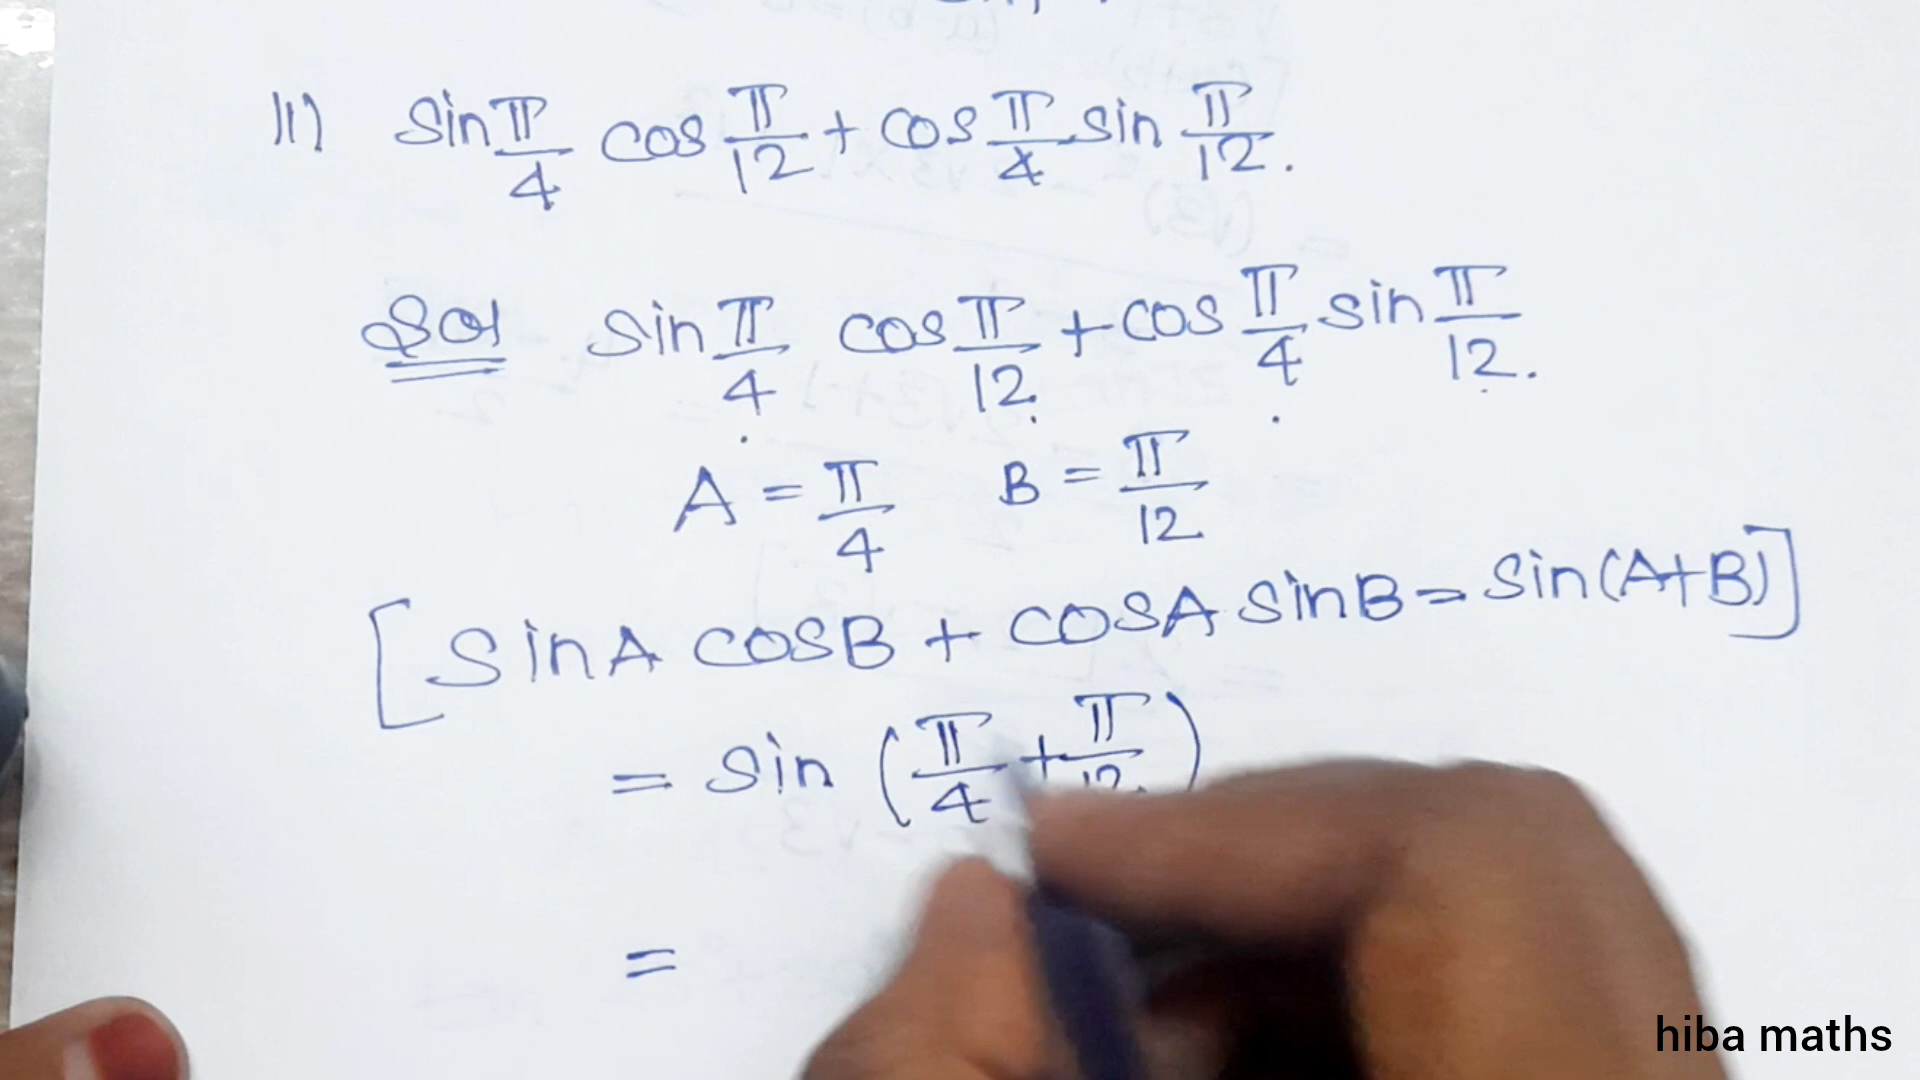 11) Sin π/4 cos π/12 + cos π/4 sin π/12.
Sol Sin π/4 cos π/12 + cos π/4 sin π/12.
A = π/4 B = π/12
[SinA cosB + cosA sinB = Sin(A+B)]
= Sin (π/4 + π/12)
=
hiba maths